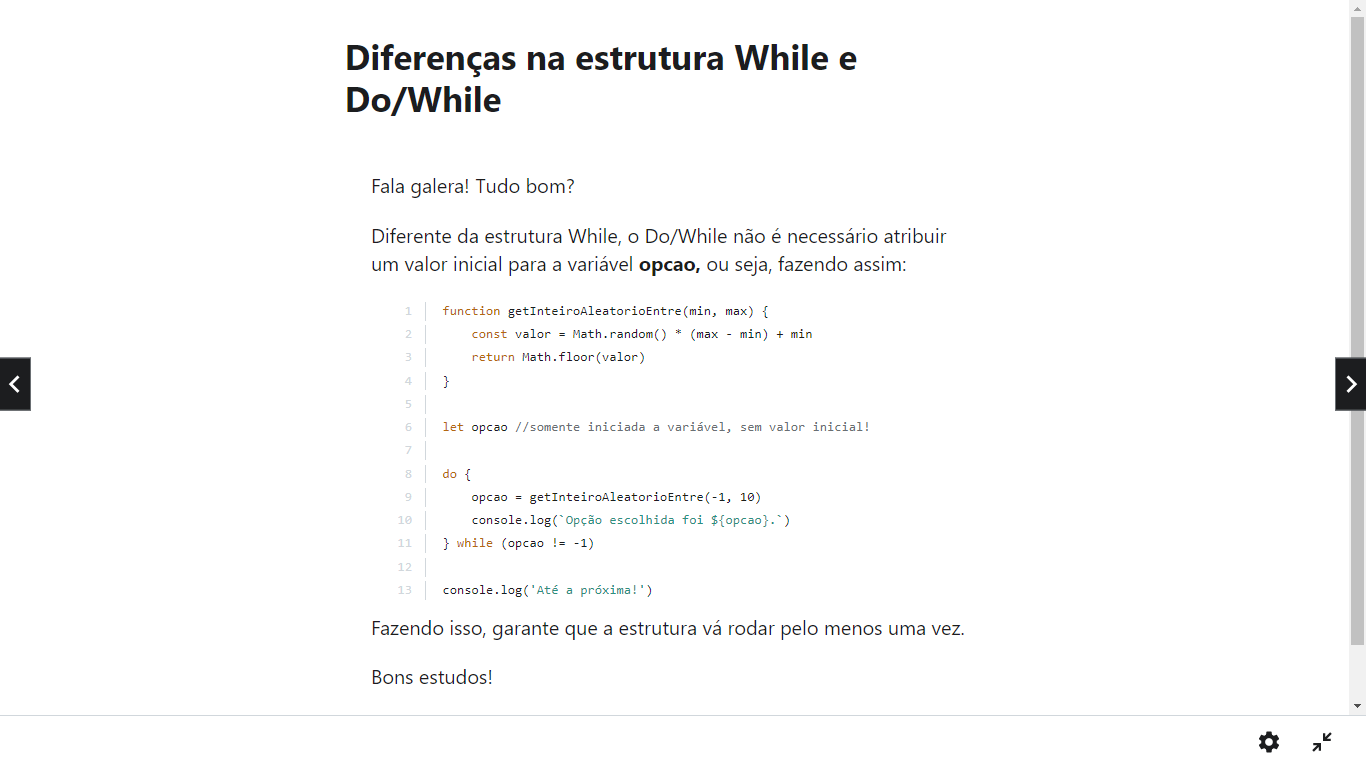 Diferenças na estrutura While e
Do/While
Fala galera! Tudo bom?
Diferente da estrutura While, o Do/While não é necessário atribuir
um valor inicial para a variável opcao, ou seja, fazendo assim:
1 function getInteiroAleatorioEntre(min, max) {
2     const valor = Math.random() * (max - min) + min
3     return Math.floor(valor)
4 }
5
6 let opcao //somente iniciada a variável, sem valor inicial!
7
8 do {
9     opcao = getInteiroAleatorioEntre(-1, 10)
10     console.log(`Opção escolhida foi ${opcao}.`)
11 } while (opcao != -1)
12
13 console.log('Até a próxima!')
Fazendo isso, garante que a estrutura vá rodar pelo menos uma vez.
Bons estudos!